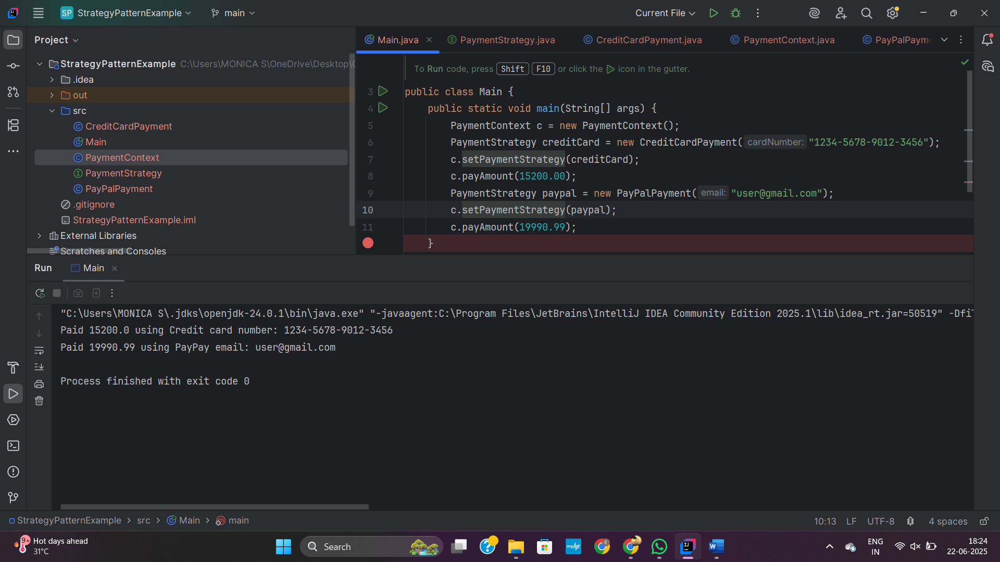 SP StrategyPatternExample main Current File
Project
StrategyPatternExample C:\Users\MONICA S\OneDrive\Desktop\
.idea
out
src
CreditCardPayment
Main
PaymentContext
PaymentStrategy
PayPalPayment
.gitignore
StrategyPatternExample.iml
External Libraries
Scratches and Consoles
Main.java PaymentStrategy.java CreditCardPayment.java PaymentContext.java PayPalPaym
To Run code, press Shift F10 or click the icon in the gutter.
3 public class Main {
4 public static void main(String[] args) {
5 PaymentContext c = new PaymentContext();
6 PaymentStrategy creditCard = new CreditCardPayment( cardNumber: "1234-5678-9012-3456");
7 c.setPaymentStrategy(creditCard);
8 c.payAmount(15200.00);
9 PaymentStrategy paypal = new PayPalPayment( email: "user@gmail.com");
10 c.setPaymentStrategy(paypal);
11 c.payAmount(19990.99);
}
Run Main
"C:\Users\MONICA S\.jdks\openjdk-24.0.1\bin\java.exe" "-javaagent:C:\Program Files\JetBrains\IntelliJ IDEA Community Edition 2025.1\lib\idea_rt.jar=50519" -Dfi
Paid 15200.0 using Credit card number: 1234-5678-9012-3456
Paid 19990.99 using PayPay email: user@gmail.com
Process finished with exit code 0
StrategyPatternExample > src > Main > main 10:13 LF UTF-8 4 spaces
9+ Hot days ahead
31°C
Search
myhp
ENG
IN
18:24
22-06-2025